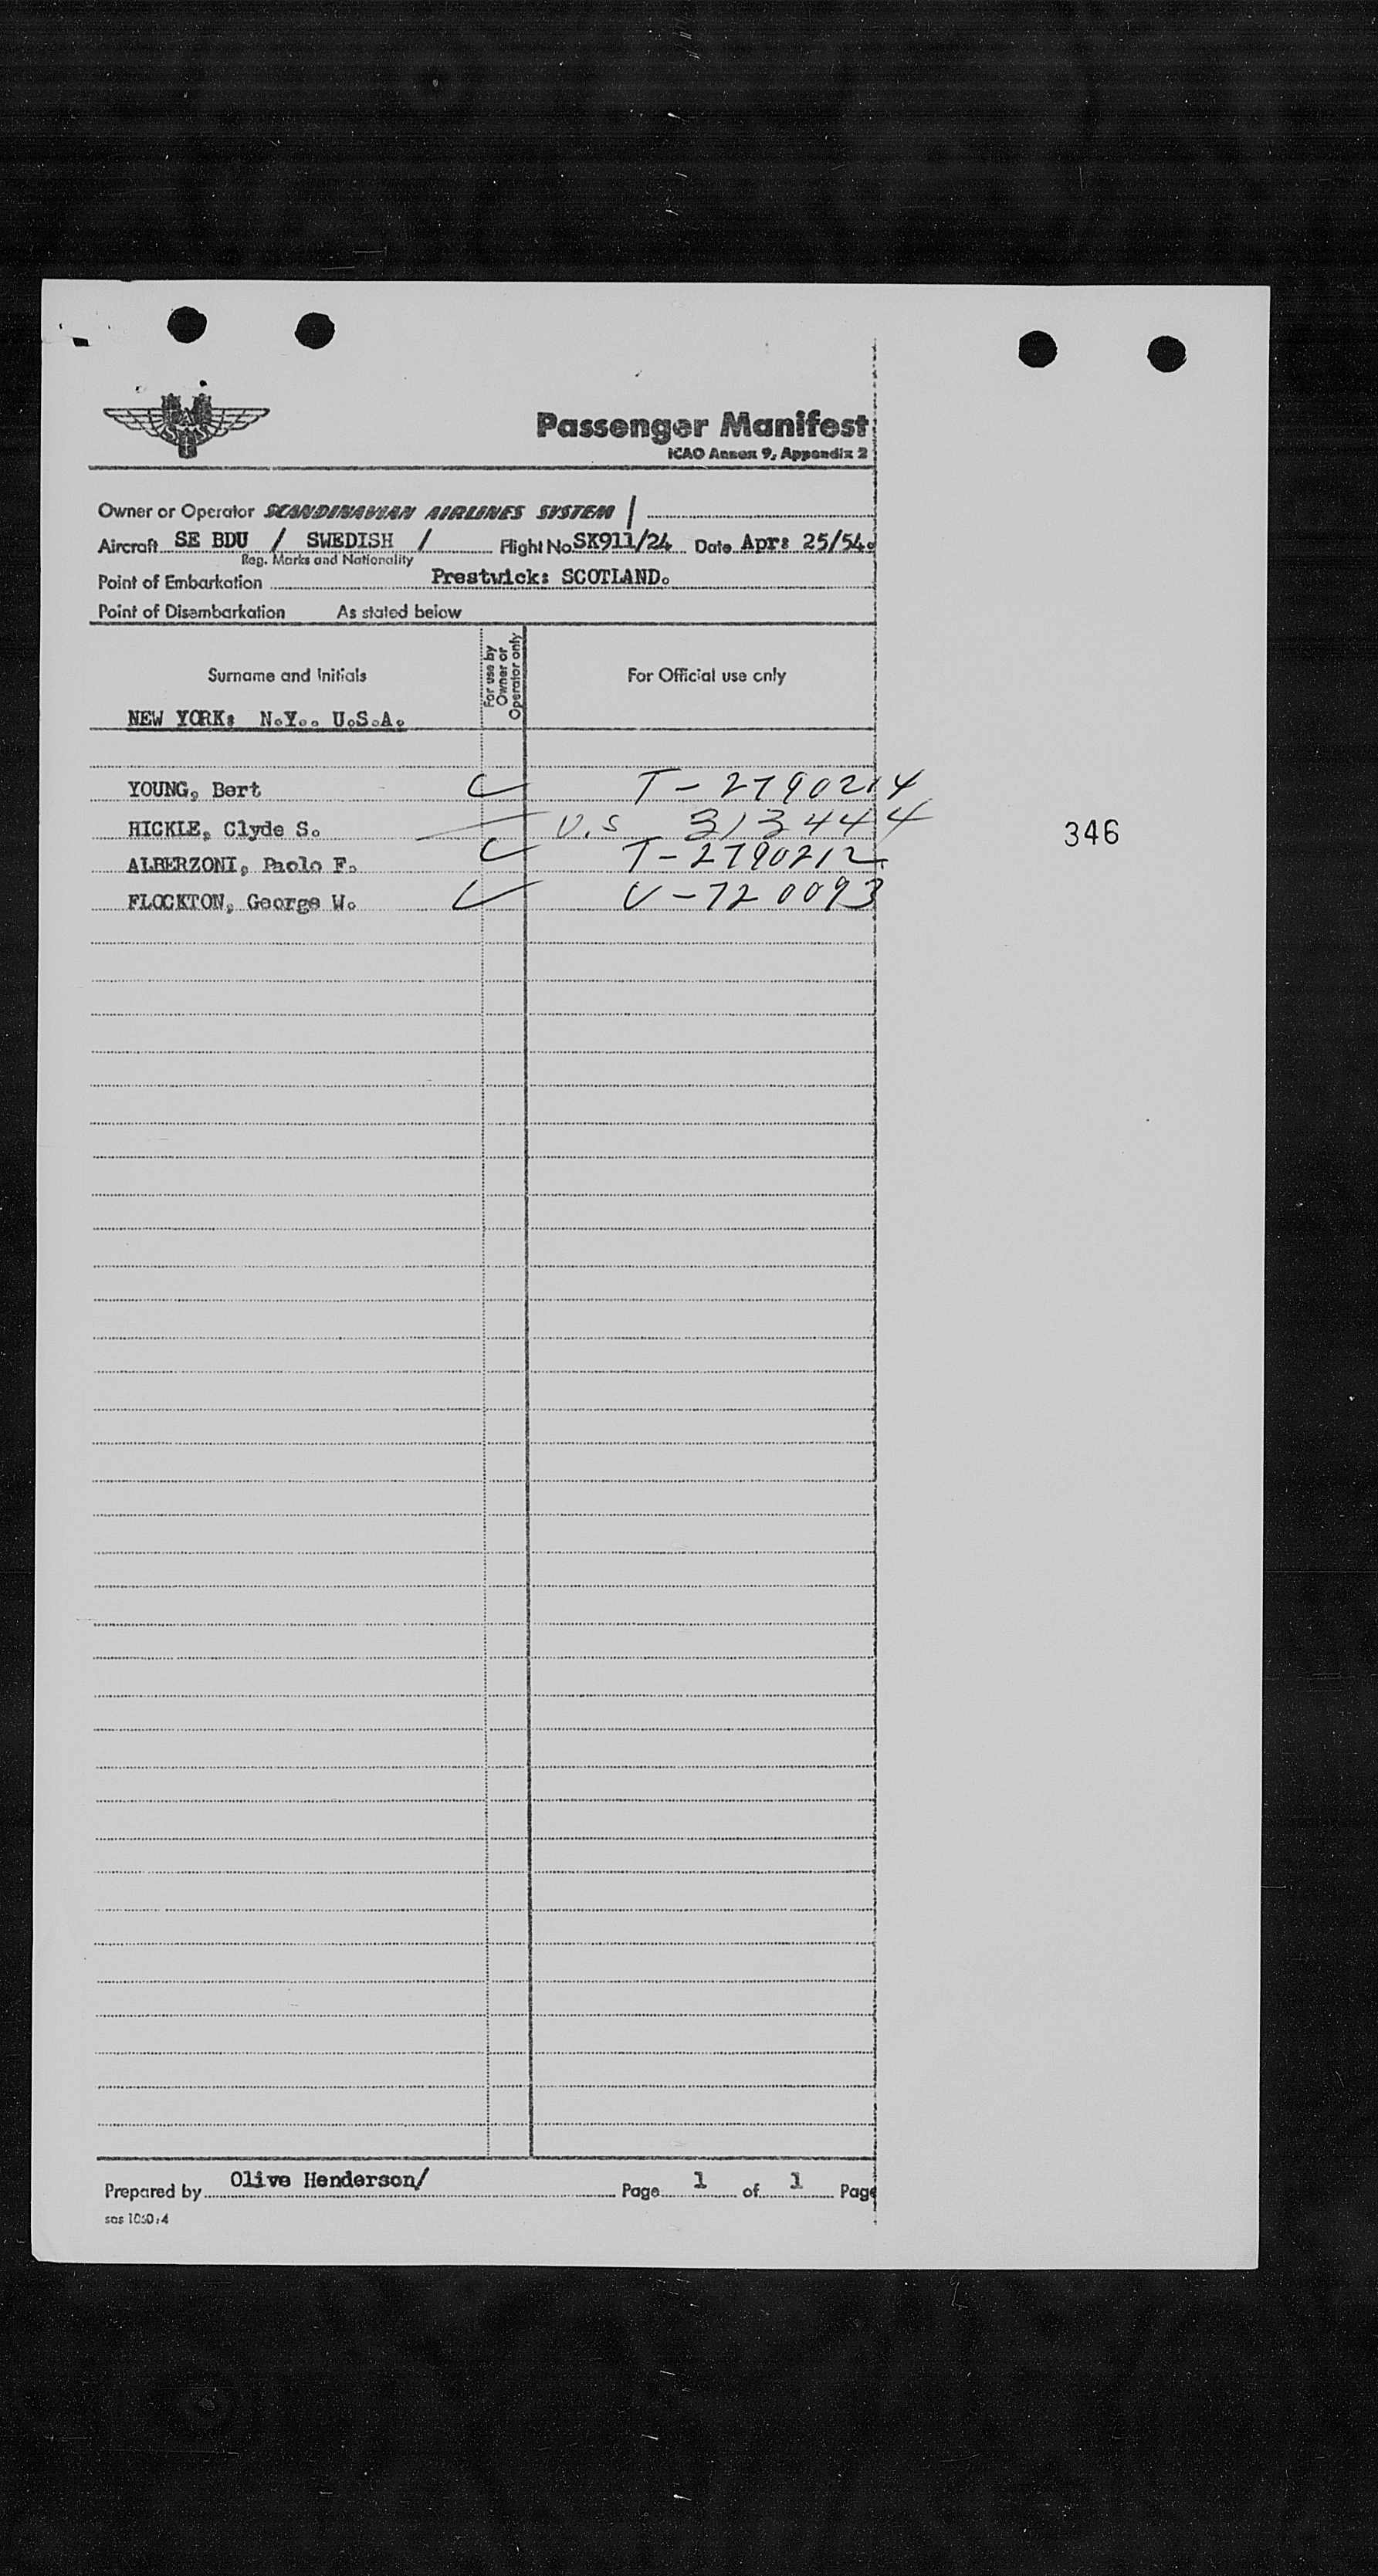 Passenger Manifest
ICAO Annex 9, Appendix 2
Owner or Operator SCANDINAVIAN AIRLINES SYSTEM /
Aircraft SE BDU / SWEDISH / Flight No. SK911/24 Date Apr: 25/54.
Reg. Marks and Nationality
Point of Embarkation Prestwick: SCOTLAND.
Point of Disembarkation As stated below
Surname and Initials For use by Owner or Operator only For Official use only
NEW YORK: N.Y.. U.S.A.
YOUNG, Bert T-2790214
HICKLE, Clyde S. U.S 313444
346
ALBERZONI, Paolo F. T-2790212
FLOCKTON, George W. V-720093
Prepared by Olive Henderson/ Page 1 of 1 Page
sas 1050:4